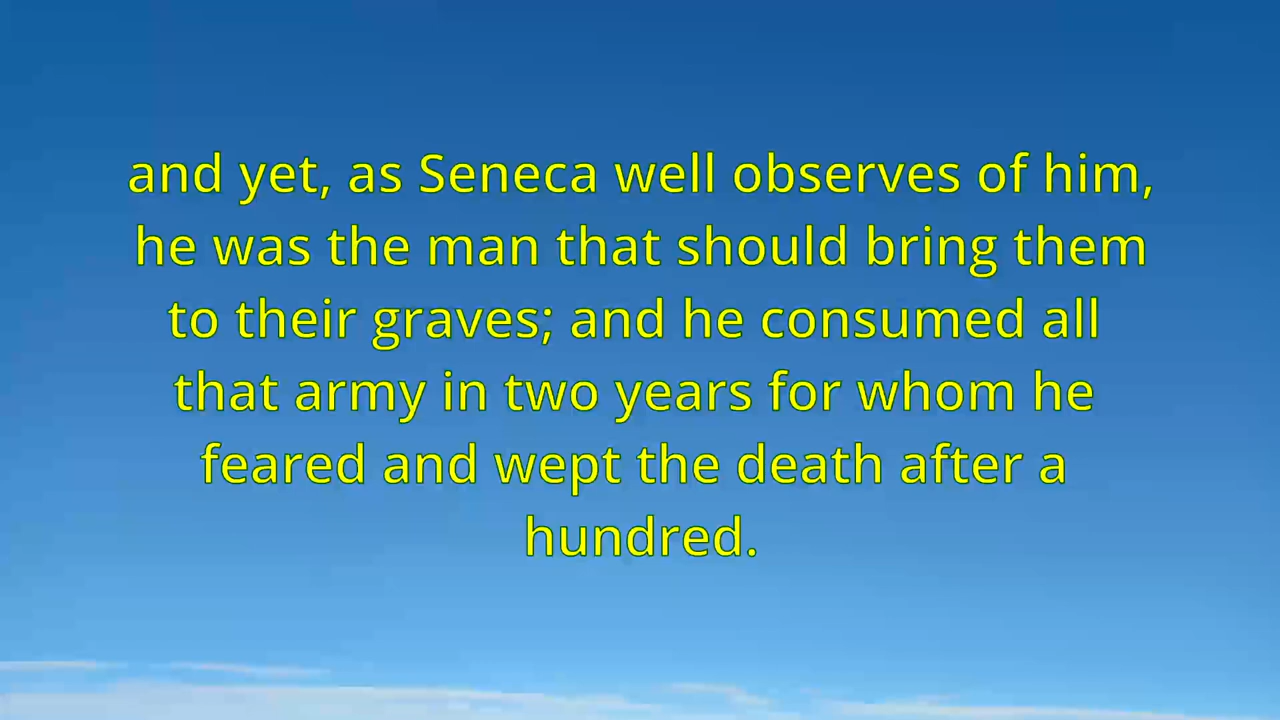 and yet, as Seneca well observes of him,
he was the man that should bring them
to their graves; and he consumed all
that army in two years for whom he
feared and wept the death after a
hundred.